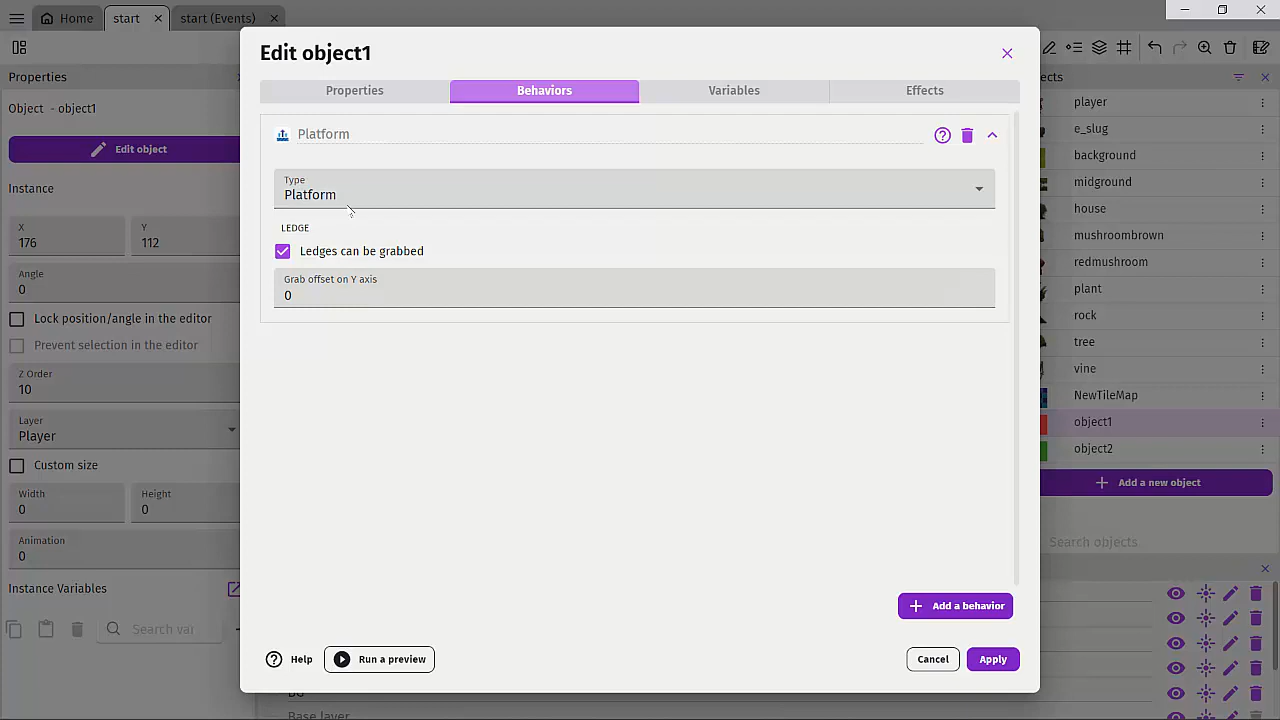 Home
start
start (Events)
Properties
Object - object1
Edit object
Instance
X
176
Y
112
Angle
0
Lock position/angle in the editor
Prevent selection in the editor
Z Order
10
Layer
Player
Custom size
Width
0
Height
0
Animation
0
Instance Variables
Edit object1
Properties
Behaviors
Variables
Effects
Platform
Type
Platform
LEDGE
Ledges can be grabbed
Grab offset on Y axis
0
Add a behavior
Help
Run a preview
Cancel
Apply
player
e_slug
background
midground
house
mushroombrown
redmushroom
plant
rock
tree
vine
NewTileMap
object1
object2
Add a new object
Search objects
Base layer